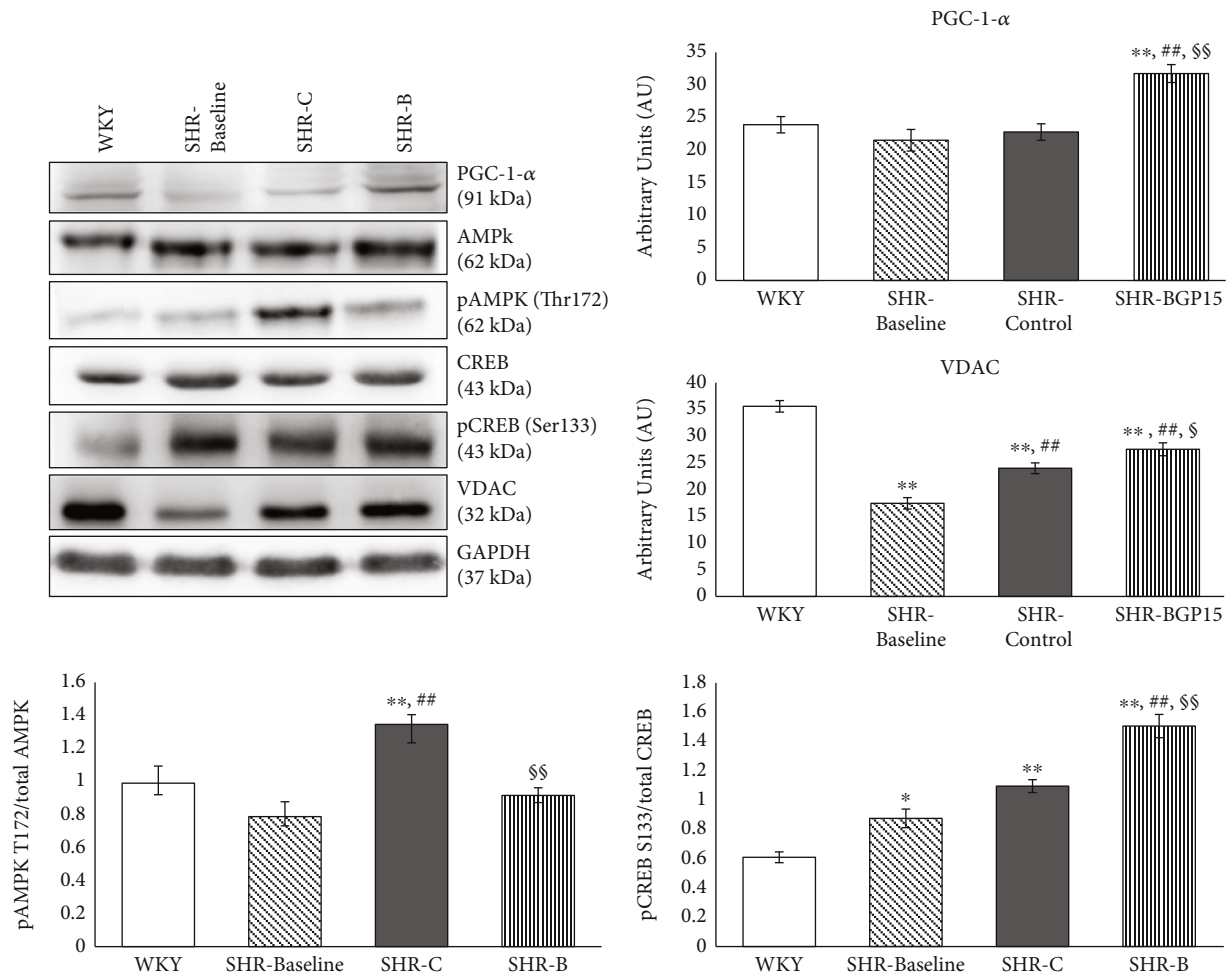 WKY
SHR-
Baseline
SHR-C
SHR-B
PGC-1-α
(91 kDa)
AMPk
(62 kDa)
pAMPK (Thr172)
(62 kDa)
CREB
(43 kDa)
pCREB (Ser133)
(43 kDa)
VDAC
(32 kDa)
GAPDH
(37 kDa)
PGC-1-α
Arbitrary Units (AU)
35
30
25
20
15
10
5
0
**, ##, §§
WKY
SHR-
Baseline
SHR-
Control
SHR-BGP15
VDAC
Arbitrary Units (AU)
40
35
30
25
20
15
10
5
0
**
**, ##
** , ##, §
WKY
SHR-
Baseline
SHR-
Control
SHR-BGP15
pAMPK T172/total AMPK
1.6
1.4
1.2
1
0.8
0.6
0.4
0.2
0
**, ##
§§
WKY
SHR-Baseline
SHR-C
SHR-B
pCREB S133/total CREB
1.8
1.6
1.4
1.2
1
0.8
0.6
0.4
0.2
0
*
**
**, ##, §§
WKY
SHR-Baseline
SHR-C
SHR-B